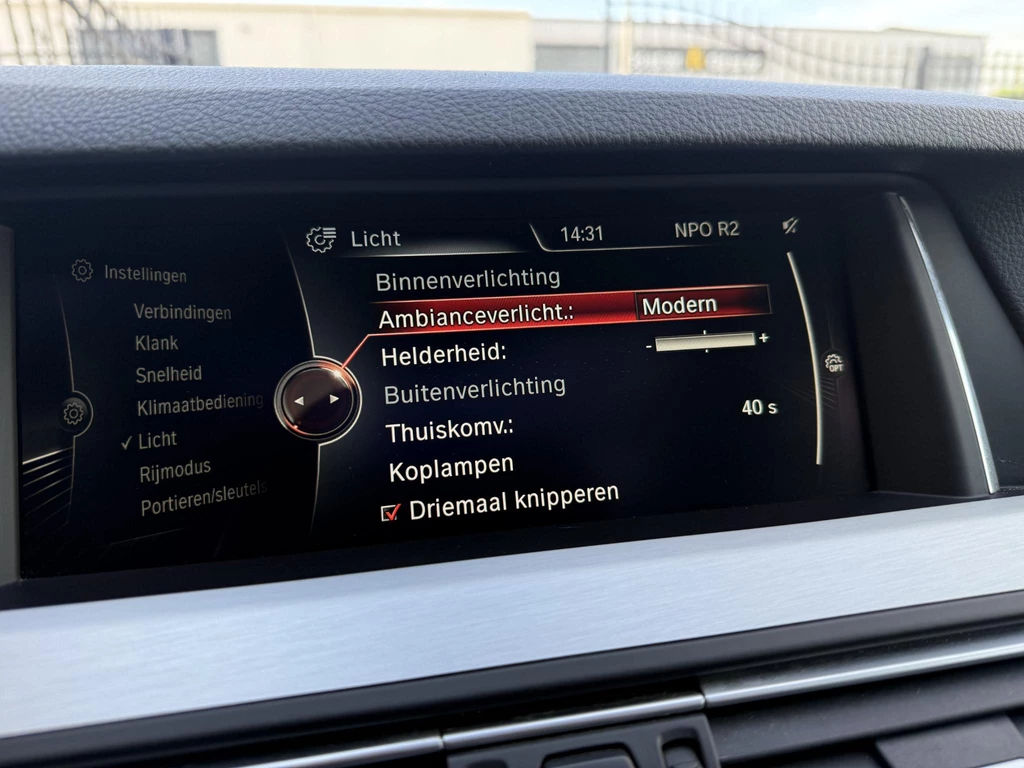 Licht 14:31 NPO R2
Instellingen
Verbindingen
Klank
Snelheid
Klimaatbediening
Licht
Rijmodus
Portieren/sleutels
Binnenverlichting
Ambianceverlicht.: Modern
Helderheid: - +
Buitenverlichting
Thuiskomv.: 40 s
Koplampen
Driemaal knipperen
OPT